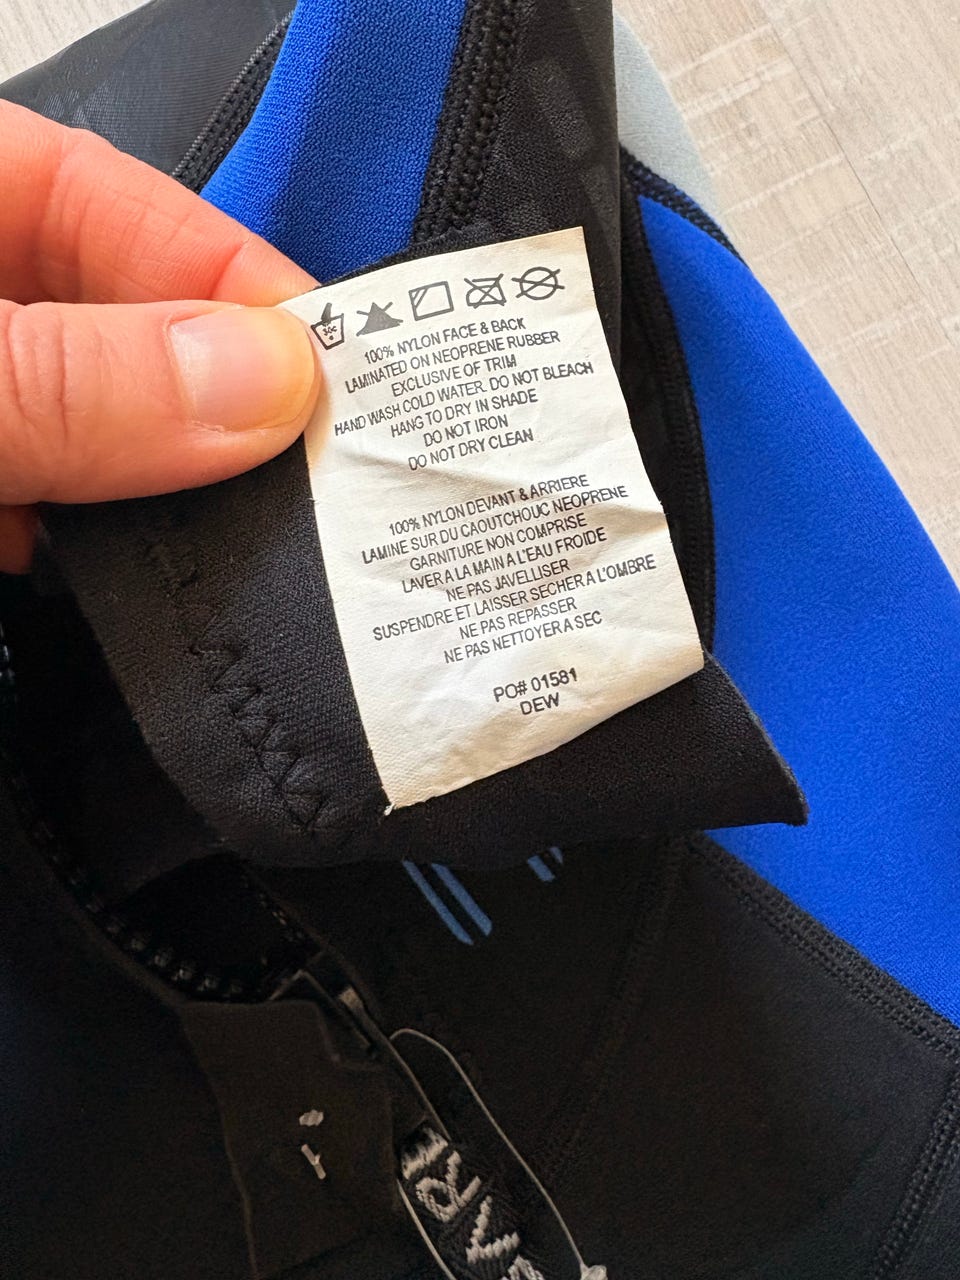 30C
100% NYLON FACE & BACK
LAMINATED ON NEOPRENE RUBBER
EXCLUSIVE OF TRIM
HAND WASH COLD WATER. DO NOT BLEACH
HANG TO DRY IN SHADE
DO NOT IRON
DO NOT DRY CLEAN
100% NYLON DEVANT & ARRIERE
LAMINE SUR DU CAOUTCHOUC NEOPRENE
GARNITURE NON COMPRISE
LAVER A LA MAIN A L'EAU FROIDE
NE PAS JAVELLISER
SUSPENDRE ET LAISSER SECHER A L'OMBRE
NE PAS REPASSER
NE PAS NETTOYER A SEC
PO# 01581
DEW